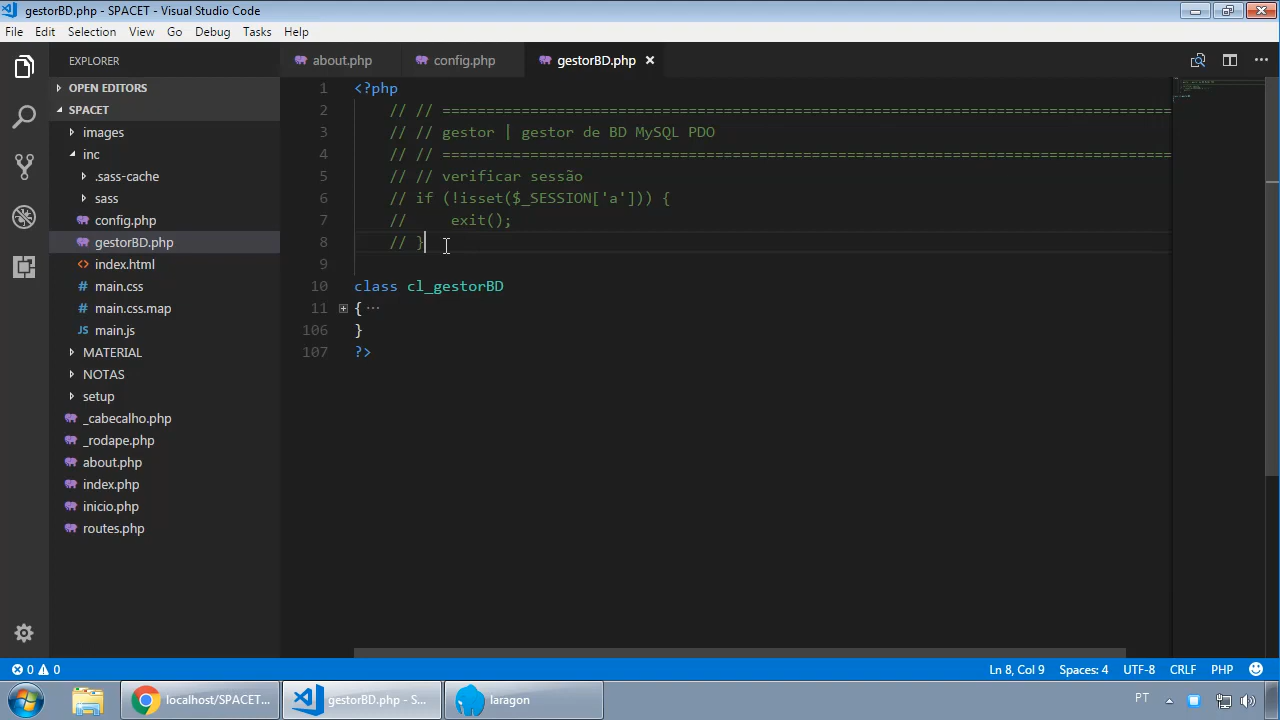 gestorBD.php - SPACET - Visual Studio Code
File Edit Selection View Go Debug Tasks Help
EXPLORER
OPEN EDITORS
SPACET
images
inc
.sass-cache
sass
config.php
gestorBD.php
index.html
main.css
main.css.map
main.js
MATERIAL
NOTAS
setup
_cabecalho.php
_rodape.php
about.php
index.php
inicio.php
routes.php
about.php config.php gestorBD.php
1 <?php
2 // // ===================================================================================
3 // // gestor | gestor de BD MySQL PDO
4 // // ===================================================================================
5 // // verificar sessão
6 // if (!isset($_SESSION['a'])) {
7 //     exit();
8 // }
9
10 class cl_gestorBD
11 { ...
106 }
107 ?>
0 0 Ln 8, Col 9 Spaces: 4 UTF-8 CRLF PHP
localhost/SPACET... gestorBD.php - S... laragon PT